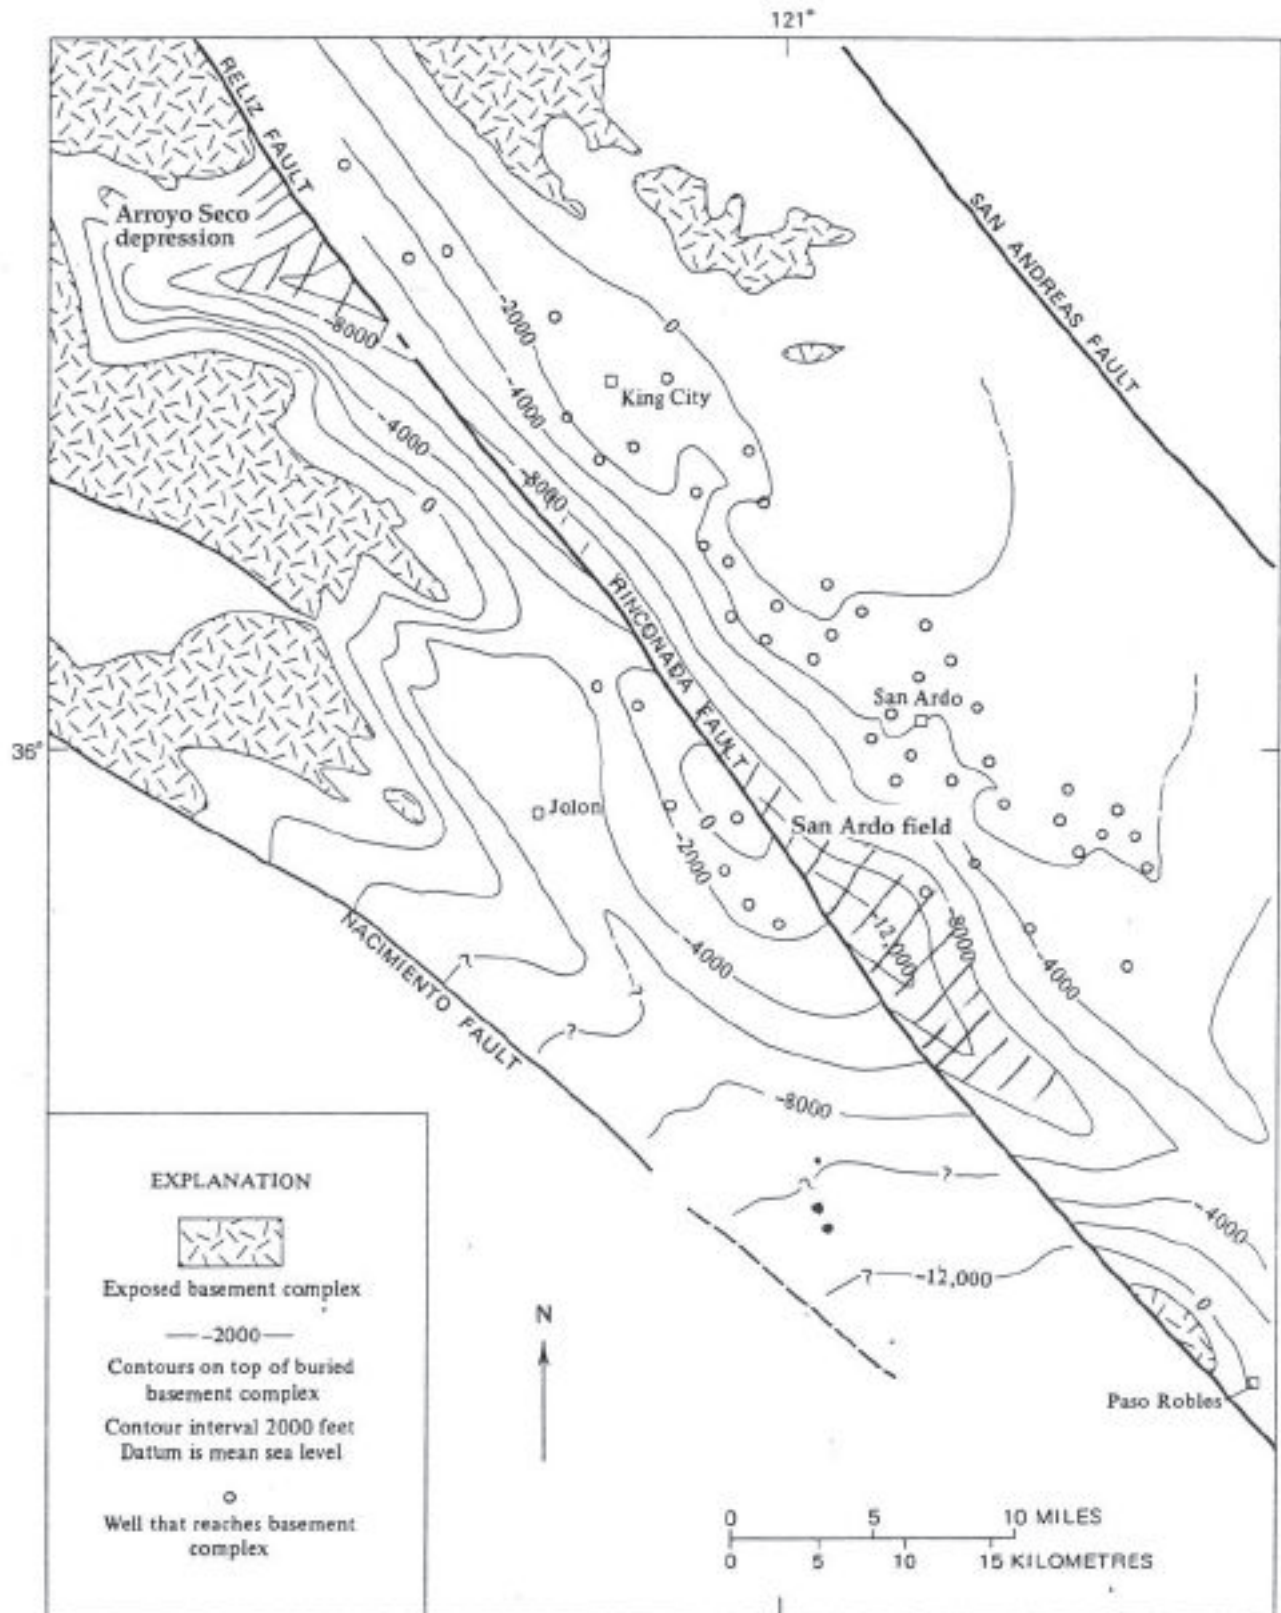 121°
RELIZ FAULT
Arroyo Seco
depression
SAN ANDREAS FAULT
-2000
0
-8000
King City
-4000
-4000
-8000
0
RINCONADA FAULT
San Ardo
36°
Jolon
0
San Ardo field
-2000
-12,000
-8000
-4000
-4000
NACIMIENTO FAULT
?
?
?
-8000
?
?
-4000
? -12,000
0
Paso Robles
EXPLANATION
Exposed basement complex
-2000
Contours on top of buried
basement complex
Contour interval 2000 feet
Datum is mean sea level
Well that reaches basement
complex
N
0 5 10 MILES
0 5 10 15 KILOMETRES